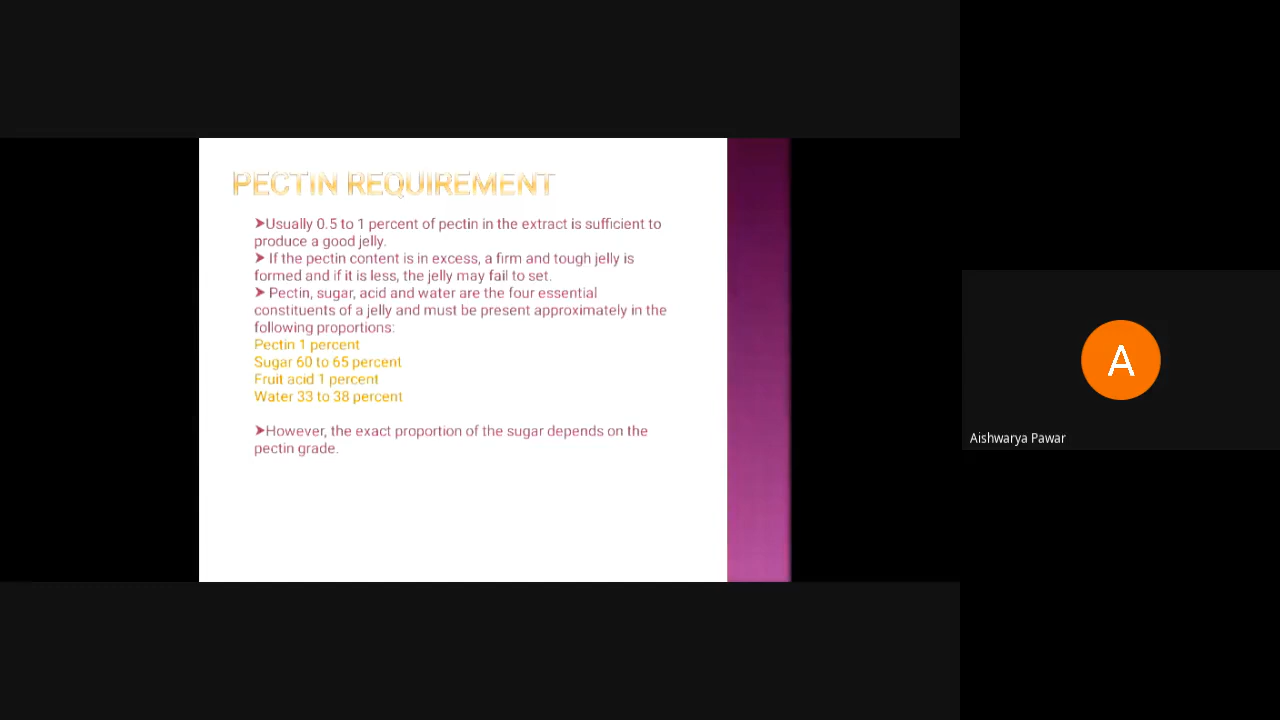 PECTIN REQUIREMENT
➤Usually 0.5 to 1 percent of pectin in the extract is sufficient to
produce a good jelly.
➤ If the pectin content is in excess, a firm and tough jelly is
formed and if it is less, the jelly may fail to set.
➤ Pectin, sugar, acid and water are the four essential
constituents of a jelly and must be present approximately in the
following proportions:
Pectin 1 percent
Sugar 60 to 65 percent
Fruit acid 1 percent
Water 33 to 38 percent
➤However, the exact proportion of the sugar depends on the
pectin grade.
A
Aishwarya Pawar